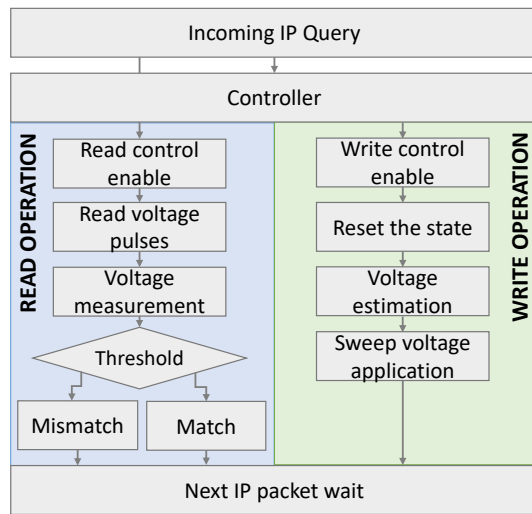 Incoming IP Query
Controller
READ OPERATION
Read control
enable
Read voltage
pulses
Voltage
measurement
Threshold
Mismatch
Match
Write control
enable
Reset the state
Voltage
estimation
Sweep voltage
application
WRITE OPERATION
Next IP packet wait